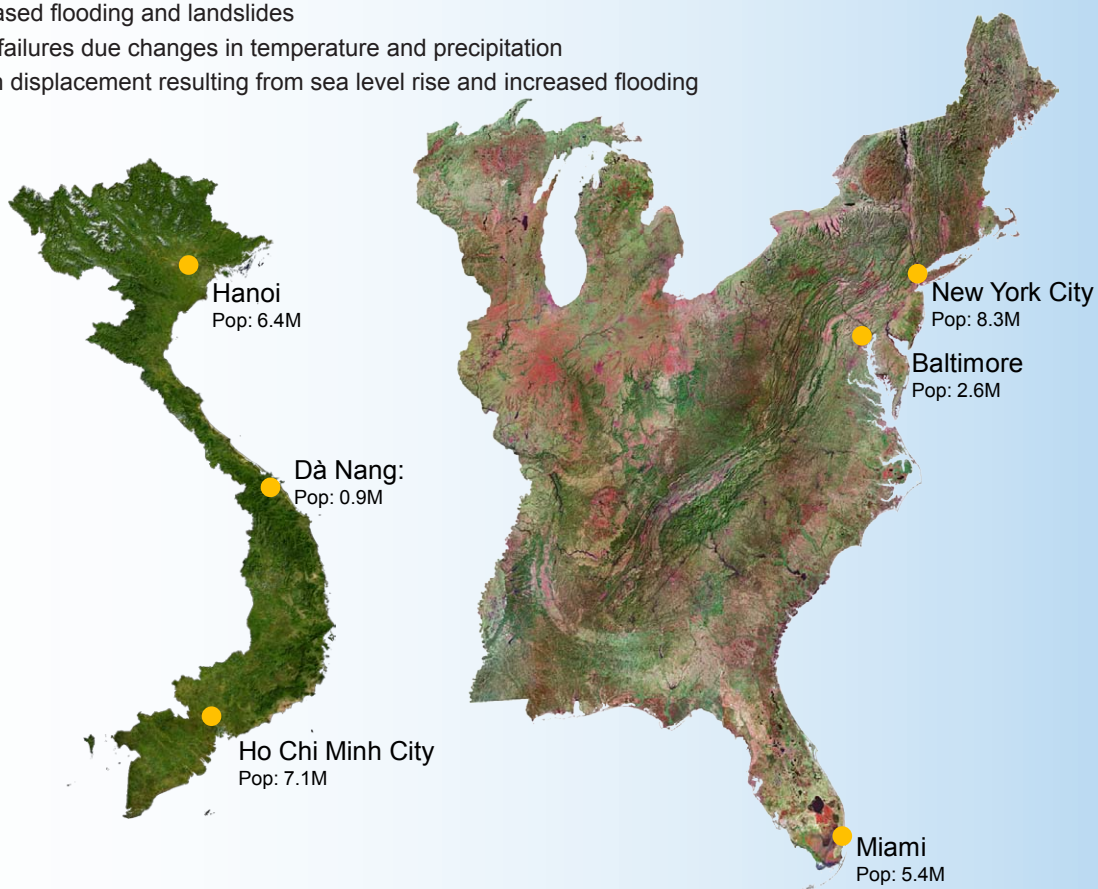 flooding and landslides
failures due changes in temperature and precipitation
displacement resulting from sea level rise and increased flooding
Hanoi
Pop: 6.4M
New York City
Pop: 8.3M
Baltimore
Pop: 2.6M
Dà Nang:
Pop: 0.9M
Ho Chi Minh City
Pop: 7.1M
Miami
Pop: 5.4M